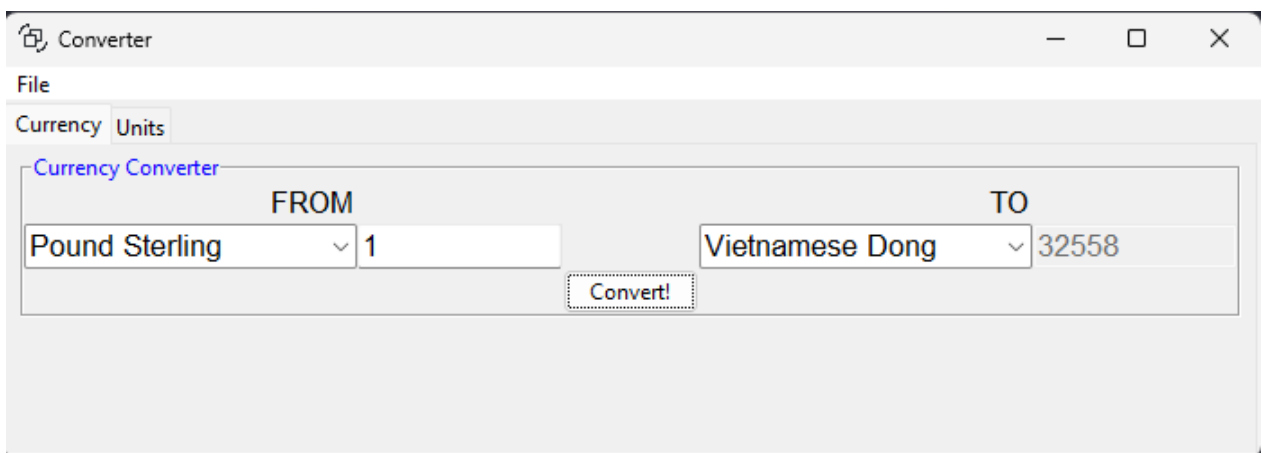 Converter
File
Currency Units
Currency Converter
FROM TO
Pound Sterling 1 Vietnamese Dong 32558
Convert!